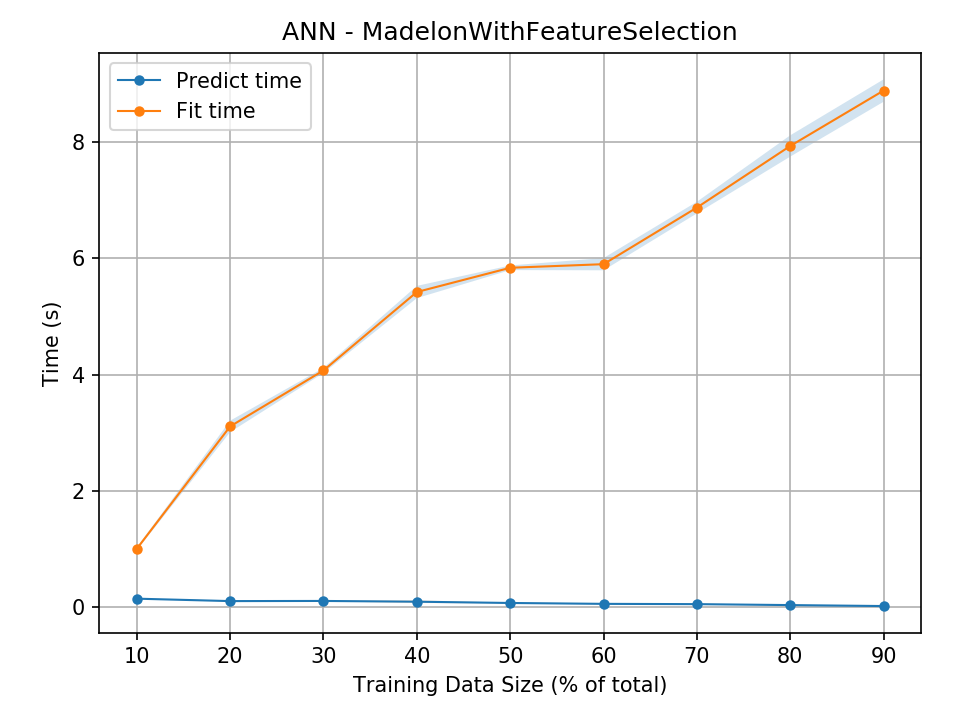 ANN - MadelonWithFeatureSelection
Predict time
Fit time
8
6
4
2
0
Time (s)
10 20 30 40 50 60 70 80 90
Training Data Size (% of total)